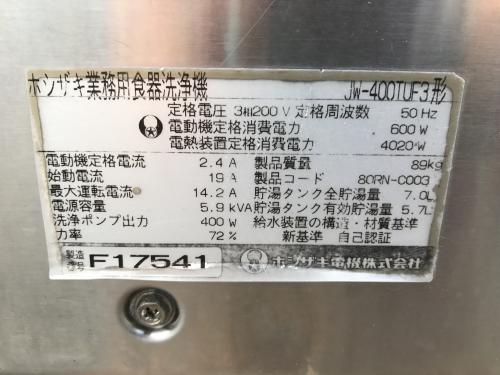 ホシザキ業務用食器洗浄機 JW-400TUF3形
定格電圧 3相200V 定格周波数 50Hz
電動機定格消費電力 600W
電熱装置定格消費電力 4020W
電動機定格電流 2.4A 製品質量 89kg
始動電流 19A 製品コード 80RN-C003
最大運転電流 14.2A 貯湯タンク全貯湯量 7.0L
電源容量 5.9kVA 貯湯タンク有効貯湯量 5.7L
洗浄ポンプ出力 400W 給水装置の構造・材質基準
力率 72% 新基準 自己認証
製造番号 F17541 ホシザキ電機株式会社